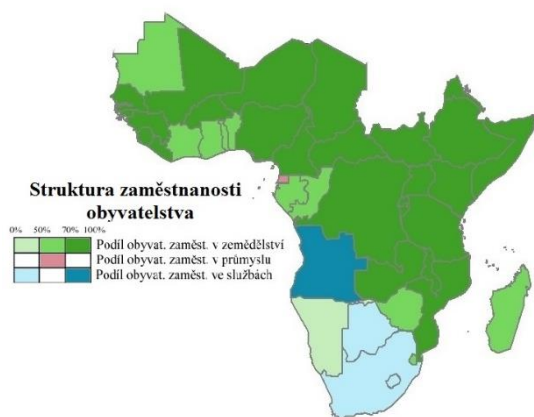 Struktura zaměstnanosti
obyvatelstva
0% 50% 70% 100%
Podíl obyvat. zaměst. v zemědělství
Podíl obyvat. zaměst. v průmyslu
Podíl obyvat. zaměst. ve službách